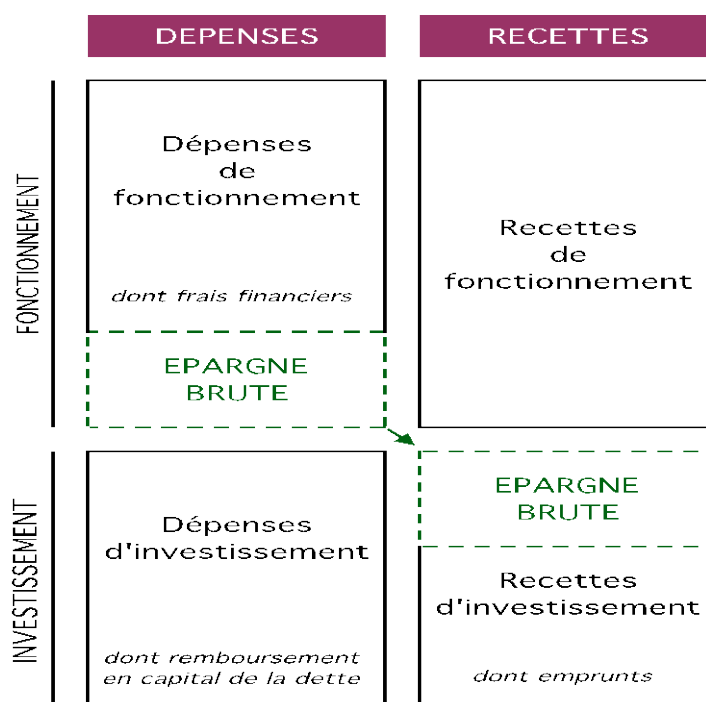 DEPENSES
RECETTES
FONCTIONNEMENT
Dépenses
de
fonctionnement
dont frais financiers
EPARGNE
BRUTE
Recettes
de
fonctionnement
INVESTISSEMENT
Dépenses
d'investissement
dont remboursement
en capital de la dette
EPARGNE
BRUTE
Recettes
d'investissement
dont emprunts